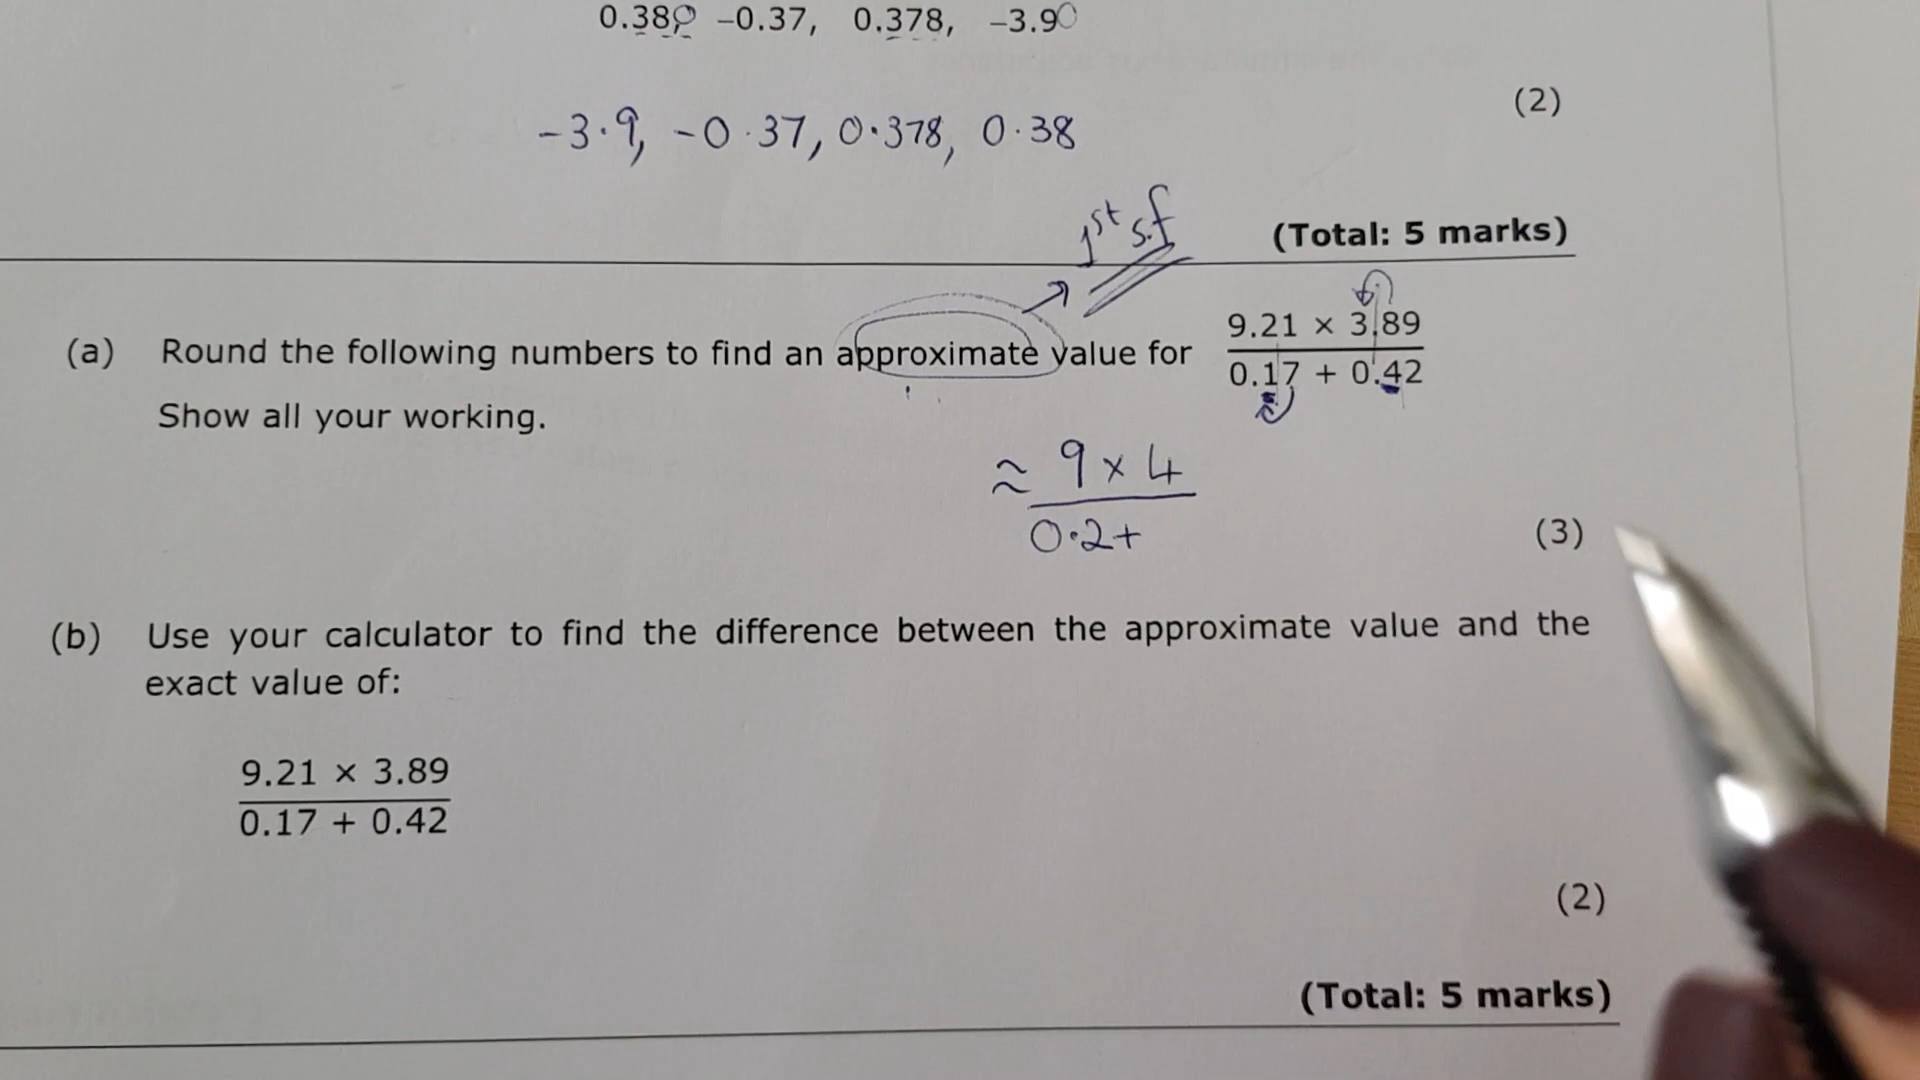 0.380 -0.37, 0.378, -3.90
(2)
-3.9, -0.37, 0.378, 0.38
1st s.f
(Total: 5 marks)
(a) Round the following numbers to find an approximate value for
9.21 × 3.89
0.17 + 0.42
Show all your working.
≈ 9 × 4
0.2+
(3)
(b) Use your calculator to find the difference between the approximate value and the
exact value of:
9.21 × 3.89
0.17 + 0.42
(2)
(Total: 5 marks)